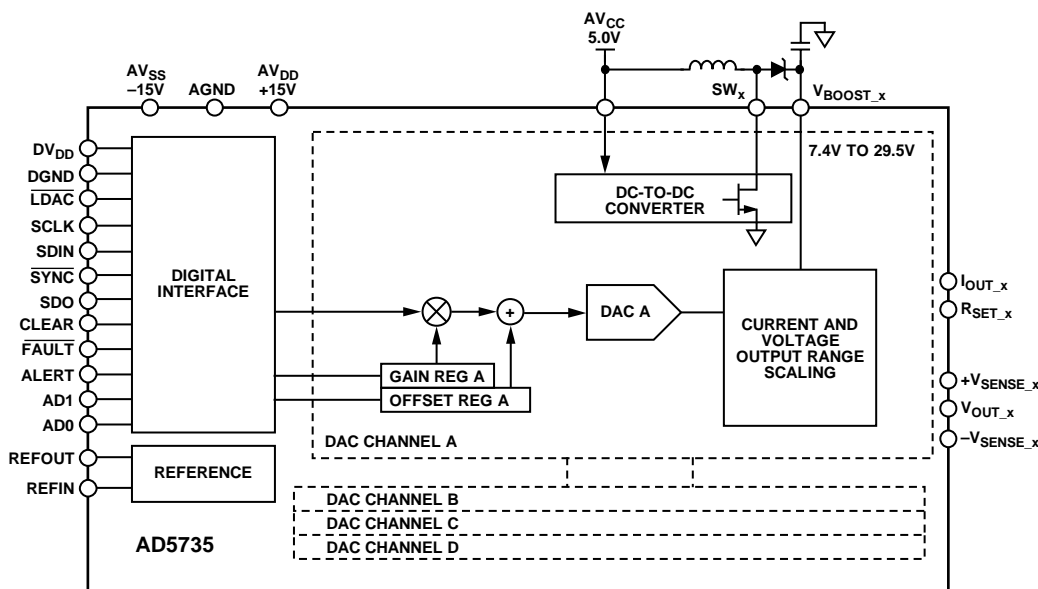 AVCC
5.0V
AVSS
–15V
AGND
AVDD
+15V
SWx
VBOOST_x
DVDD
DGND
LDAC
SCLK
SDIN
SYNC
SDO
CLEAR
FAULT
ALERT
AD1
AD0
REFOUT
REFIN
DIGITAL
INTERFACE
REFERENCE
AD5735
7.4V TO 29.5V
DC-TO-DC
CONVERTER
+
DAC A
GAIN REG A
OFFSET REG A
CURRENT AND
VOLTAGE
OUTPUT RANGE
SCALING
DAC CHANNEL A
DAC CHANNEL B
DAC CHANNEL C
DAC CHANNEL D
IOUT_x
RSET_x
+VSENSE_x
VOUT_x
–VSENSE_x